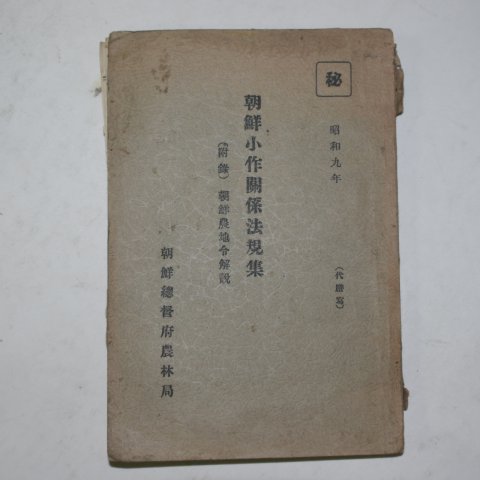 秘
昭和九年
（代謄写）
朝鮮小作關係法規集
（附錄）朝鮮農地令解說
朝鮮總督府農林局